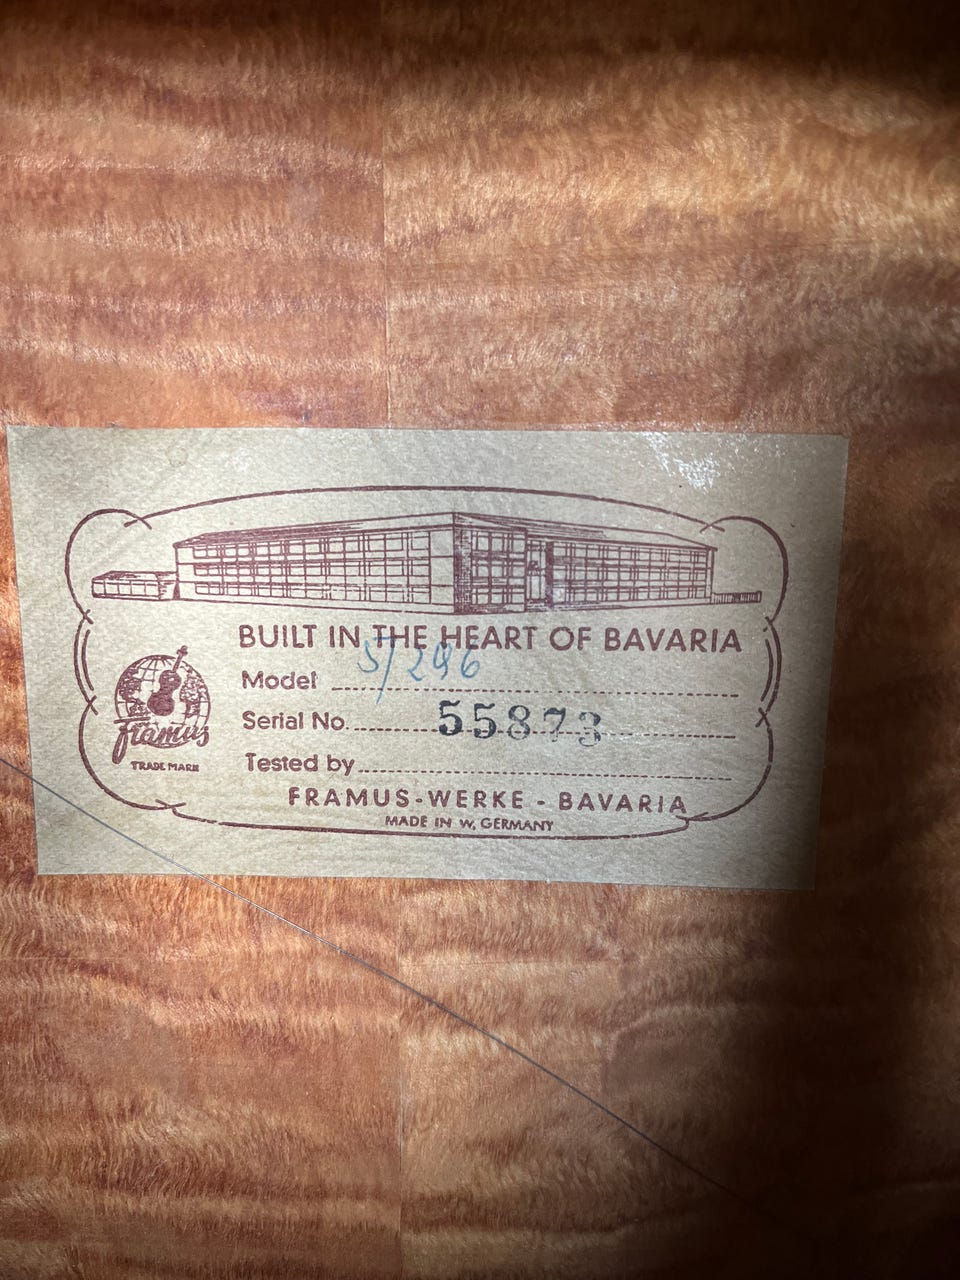 BUILT IN THE HEART OF BAVARIA
Model 5/296
Serial No. 55873
Tested by
Framus
TRADE MARK
FRAMUS-WERKE - BAVARIA
MADE IN W. GERMANY